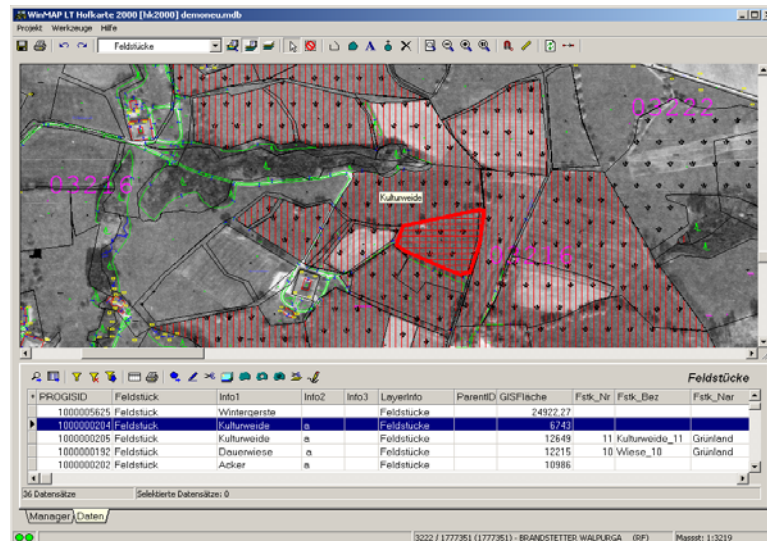 WinMAP LT Hofkarte 2000 [hk2000] demoneu.mdb
Projekt Werkzeuge Hilfe
Feldstücke
03222
03216
Kulturweide
03216
Feldstücke
PROGISID Feldstück Info1 Info2 Info3 LayerInfo ParentID GISFläche Fstk_Nr Fstk_Bez Fstk_Nar
1000005625 Feldstück Wintergerste Feldstücke 24922,27
1000000204 Feldstück Kulturweide a Feldstücke 6743
1000000205 Feldstück Kulturweide a Feldstücke 12649 11 Kulturweide_11 Grünland
1000000192 Feldstück Dauerwiese a Feldstücke 12215 10 Wiese_10 Grünland
1000000202 Feldstück Acker a Feldstücke 10986
36 Datensätze Selektierte Datensätze: 0
Manager Daten
3222 / 1777351 (1777351) - BRANDSTETTER WALPURGA (RF) Massst: 1:3219